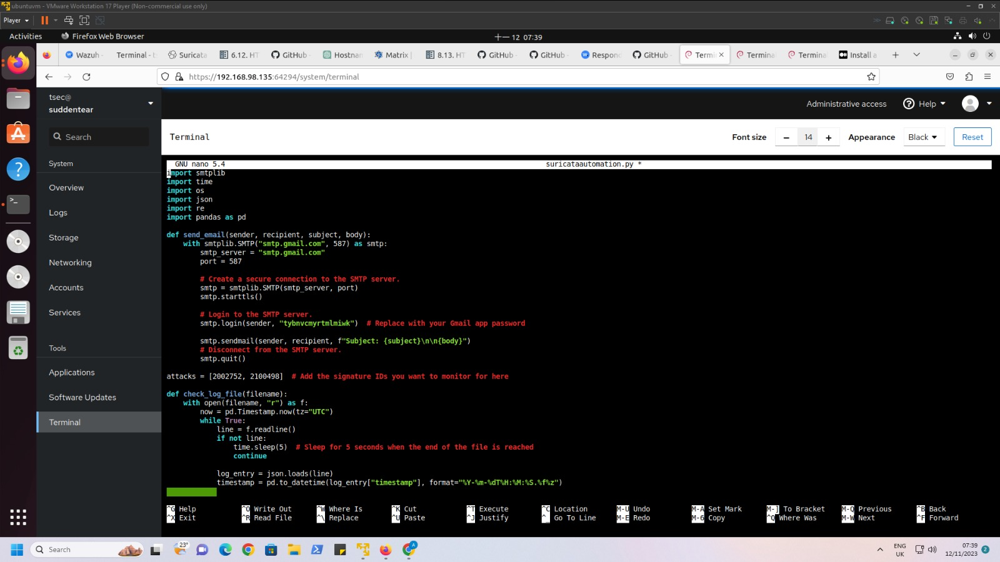 ubuntuvm - VMware Workstation 17 Player (Non-commercial use only)
Player
Activities
Firefox Web Browser
12 07:39
Wazuh
Terminal - t
Suricata
6.12. HT
GitHub
Hostnan
Matrix |
8.13. HT
GitHub
GitHub
Respon
GitHub
Termi
Termina
Termina
Install a
https://192.168.98.135:64294/system/terminal
tsec@
suddentear
Administrative access
Help
Search
Terminal
Font size
14
Appearance
Black
Reset
System
Overview
Logs
Storage
Networking
Accounts
Services
Tools
Applications
Software Updates
Terminal
GNU nano 5.4
suricataautomation.py *
import smtplib
import time
import os
import json
import re
import pandas as pd
def send_email(sender, recipient, subject, body):
with smtplib.SMTP("smtp.gmail.com", 587) as smtp:
smtp_server = "smtp.gmail.com"
port = 587
# Create a secure connection to the SMTP server.
smtp = smtplib.SMTP(smtp_server, port)
smtp.starttls()
# Login to the SMTP server.
smtp.login(sender, "tybnvcmyrtmlmiwk") # Replace with your Gmail app password
smtp.sendmail(sender, recipient, f"Subject: {subject}\n\n{body}")
# Disconnect from the SMTP server.
smtp.quit()
attacks = [2002752, 2100498] # Add the signature IDs you want to monitor for here
def check_log_file(filename):
with open(filename, "r") as f:
now = pd.Timestamp.now(tz="UTC")
while True:
line = f.readline()
if not line:
time.sleep(5) # Sleep for 5 seconds when the end of the file is reached
continue
log_entry = json.loads(line)
timestamp = pd.to_datetime(log_entry["timestamp"], format="%Y-%m-%dT%H:%M:%S.%f%z")
^G Help ^O Write Out ^W Where Is ^K Cut ^T Execute ^C Location M-U Undo M-A Set Mark M-] To Bracket M-Q Previous ^B Back
^X Exit ^R Read File ^\ Replace ^U Paste ^J Justify ^_ Go To Line M-E Redo M-6 Copy ^Q Where Was M-W Next ^F Forward
Search
23°
A
ENG
UK
07:39
12/11/2023
2